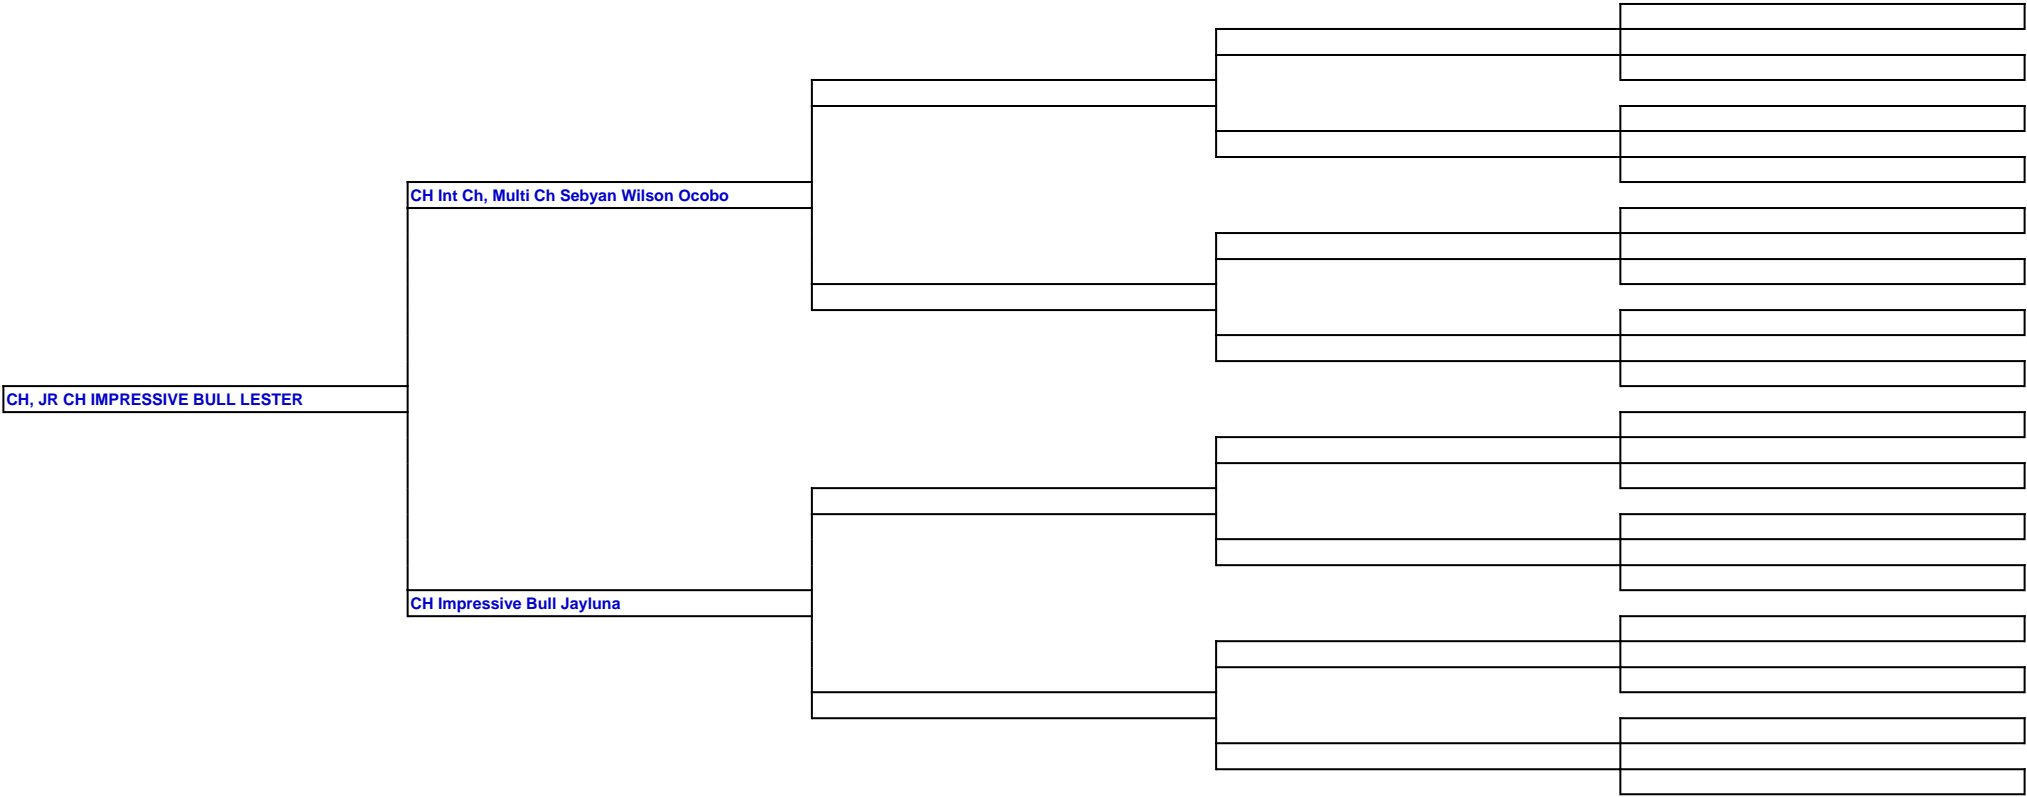 CH Int Ch, Multi Ch Sebyan Wilson Ocobo
CH, JR CH IMPRESSIVE BULL LESTER
CH Impressive Bull Jayluna